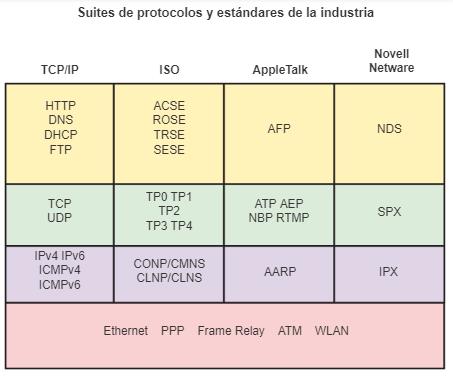 Suites de protocolos y estándares de la industria
TCP/IP
ISO
AppleTalk
Novell
Netware
HTTP
DNS
DHCP
FTP
ACSE
ROSE
TRSE
SESE
AFP
NDS
TCP
UDP
TP0 TP1
TP2
TP3 TP4
ATP AEP
NBP RTMP
SPX
IPv4 IPv6
ICMPv4
ICMPv6
CONP/CMNS
CLNP/CLNS
AARP
IPX
Ethernet PPP Frame Relay ATM WLAN